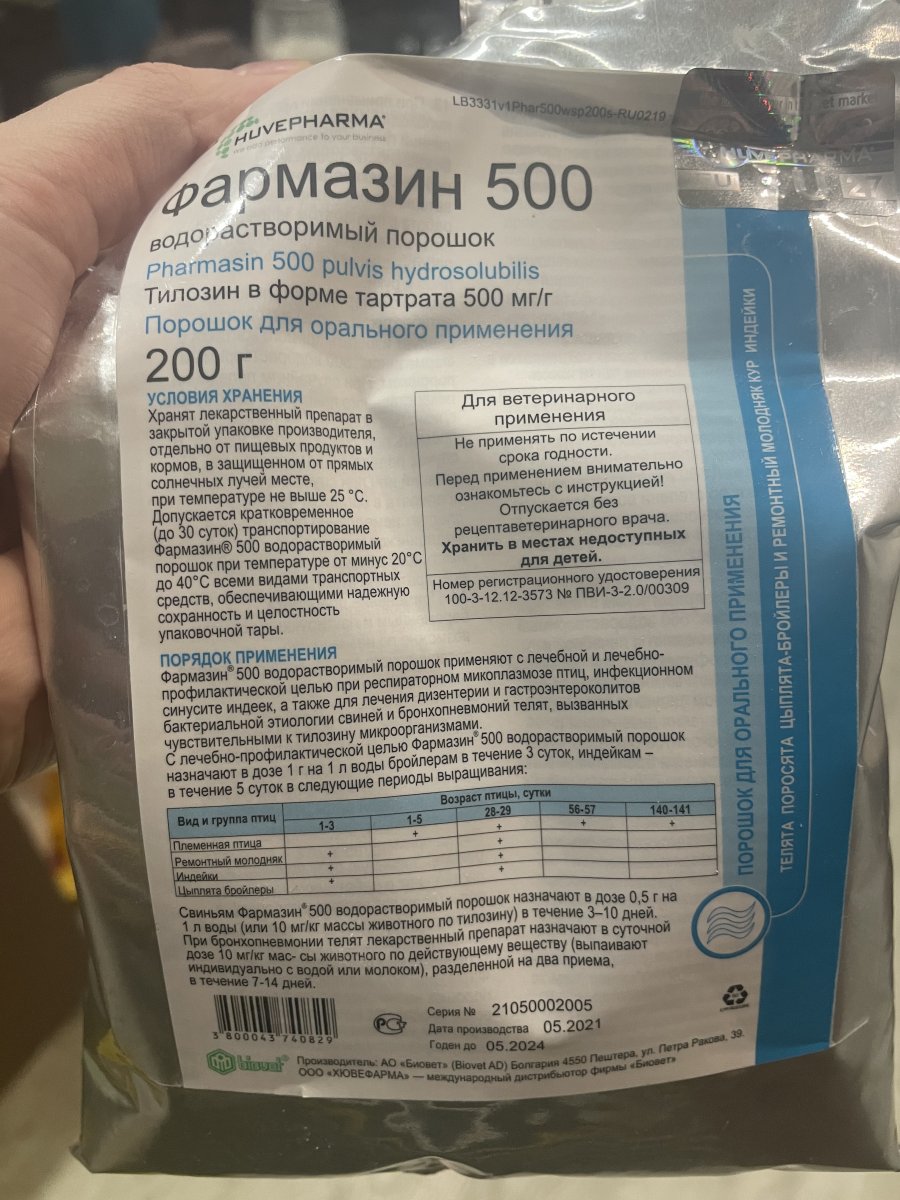 LB3331v1Phar500wsp200s-RU0219
HUVEPHARMA®
we add performance to your business
et marke
HUVEPHARMA
Фармазин 500
водорастворимый порошок
Pharmasin 500 pulvis hydrosolubilis
Тилозин в форме тартрата 500 мг/г
Порошок для орального применения
200 г
УСЛОВИЯ ХРАНЕНИЯ
Хранят лекарственный препарат в
закрытой упаковке производителя,
отдельно от пищевых продуктов и
кормов, в защищенном от прямых
солнечных лучей месте,
при температуре не выше 25 °C.
Допускается кратковременное
(до 30 суток) транспортирование
Фармазин® 500 водорастворимый
порошок при температуре от минус 20°C
до 40°C всеми видами транспортных
средств, обеспечивающими надежную
сохранность и целостность
упаковочной тары.
Для ветеринарного
применения
Не применять по истечении
срока годности.
Перед применением внимательно
ознакомьтесь с инструкцией!
Отпускается без
рецептаветеринарного врача.
Хранить в местах недоступных
для детей.
Номер регистрационного удостоверения
100-3-12.12-3573 № ПВИ-3-2.0/00309
ПОРЯДОК ПРИМЕНЕНИЯ
Фармазин® 500 водорастворимый порошок применяют с лечебной и лечебно-
профилактической целью при респираторном микоплазмозе птиц, инфекционном
синусите индеек, а также для лечения дизентерии и гастроэнтероколитов
бактериальной этиологии свиней и бронхопневмоний телят, вызванных
чувствительными к тилозину микроорганизмами.
С лечебно-профилактической целью Фармазин® 500 водорастворимый порошок
назначают в дозе 1 г на 1 л воды бройлерам в течение 3 суток, индейкам –
в течение 5 суток в следующие периоды выращивания:
Вид и группа птиц Возраст птицы, сутки
1-3 1-5 28-29 56-57 140-141
Племенная птица + + + +
Ремонтный молодняк + +
Индейки + +
Цыплята бройлеры + +
Свиньям Фармазин® 500 водорастворимый порошок назначают в дозе 0,5 г на
1 л воды (или 10 мг/кг массы животного по тилозину) в течение 3–10 дней.
При бронхопневмонии телят лекарственный препарат назначают в суточной
дозе 10 мг/кг мас- сы животного по действующему веществу (выпаивают
индивидуально с водой или молоком), разделенной на два приема,
в течение 7-14 дней.
3 800043 740829
РСТ
Серия № 21050002005
Дата производства 05.2021
Годен до 05.2024
biovet®
Производитель: АО «Биовет» (Biovet AD) Болгария 4550 Пештера, ул. Петра Ракова, 39.
ООО «ХЮВЕФАРМА» — международный дистрибьютор фирмы «Биовет»
ПОРОШОК ДЛЯ ОРАЛЬНОГО ПРИМЕНЕНИЯ
ТЕЛЯТА ПОРОСЯТА ЦЫПЛЯТА-БРОЙЛЕРЫ И РЕМОНТНЫЙ МОЛОДНЯК КУР ИНДЕЙКИ